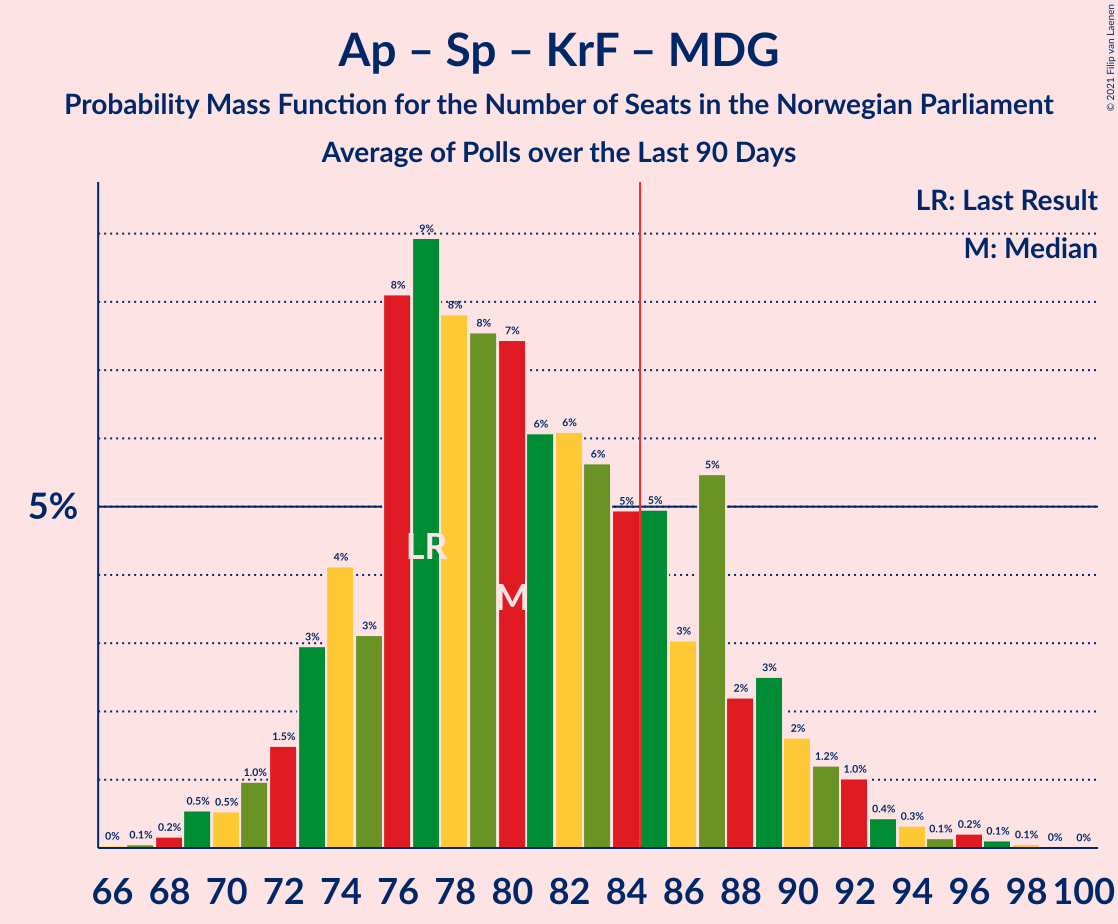 Ap – Sp – KrF – MDG
Probability Mass Function for the Number of Seats in the Norwegian Parliament
Average of Polls over the Last 90 Days
© 2021 Filip van Laenen
LR: Last Result
M: Median
5%
0% 0.1% 0.2% 0.5% 0.5% 1.0% 1.5% 3% 4% 3% 8% 9% 8% 8% 7% 6% 6% 6% 5% 5% 3% 5% 2% 3% 2% 1.2% 1.0% 0.4% 0.3% 0.1% 0.2% 0.1% 0.1% 0% 0%
LR
M
66 68 70 72 74 76 78 80 82 84 86 88 90 92 94 96 98 100